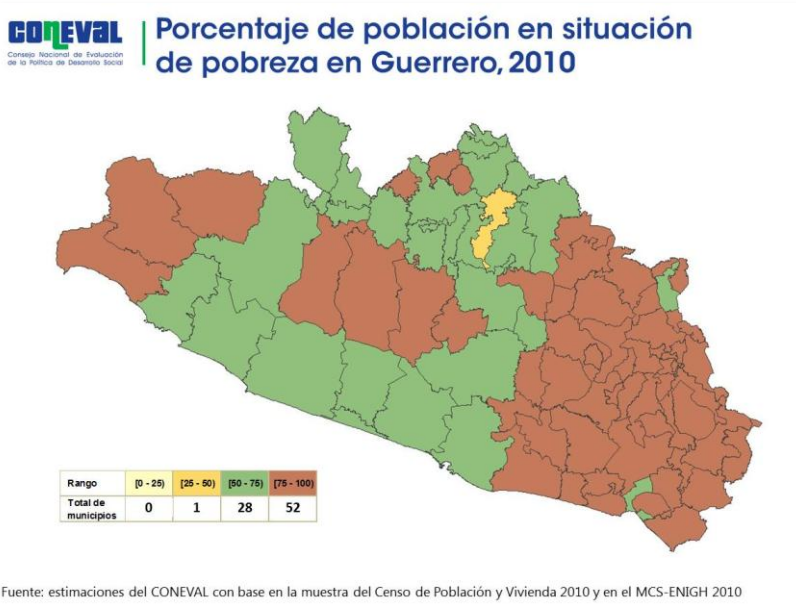 CONEVAL
Consejo Nacional de Evaluación
de la Política de Desarrollo Social
Porcentaje de población en situación
de pobreza en Guerrero, 2010
Rango [0 - 25) [25 - 50) [50 - 75) [75 - 100)
Total de
municipios 0 1 28 52
Fuente: estimaciones del CONEVAL con base en la muestra del Censo de Población y Vivienda 2010 y en el MCS-ENIGH 2010